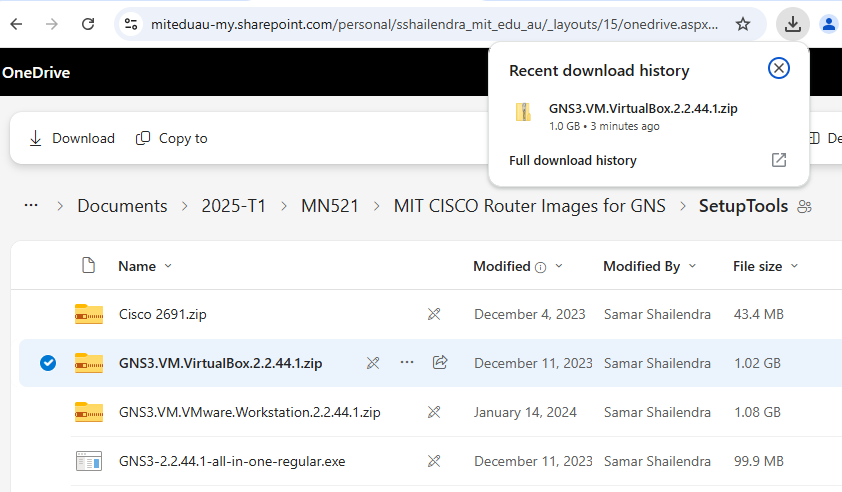 miteduau-my.sharepoint.com/personal/sshailendra_mit_edu_au/_layouts/15/onedrive.aspx...
OneDrive
Recent download history
GNS3.VM.VirtualBox.2.2.44.1.zip
1.0 GB • 3 minutes ago
Full download history
Download Copy to De
... > Documents > 2025-T1 > MN521 > MIT CISCO Router Images for GNS > SetupTools
Name Modified Modified By File size
Cisco 2691.zip December 4, 2023 Samar Shailendra 43.4 MB
GNS3.VM.VirtualBox.2.2.44.1.zip ... December 11, 2023 Samar Shailendra 1.02 GB
GNS3.VM.VMware.Workstation.2.2.44.1.zip January 14, 2024 Samar Shailendra 1.08 GB
GNS3-2.2.44.1-all-in-one-regular.exe December 11, 2023 Samar Shailendra 99.9 MB